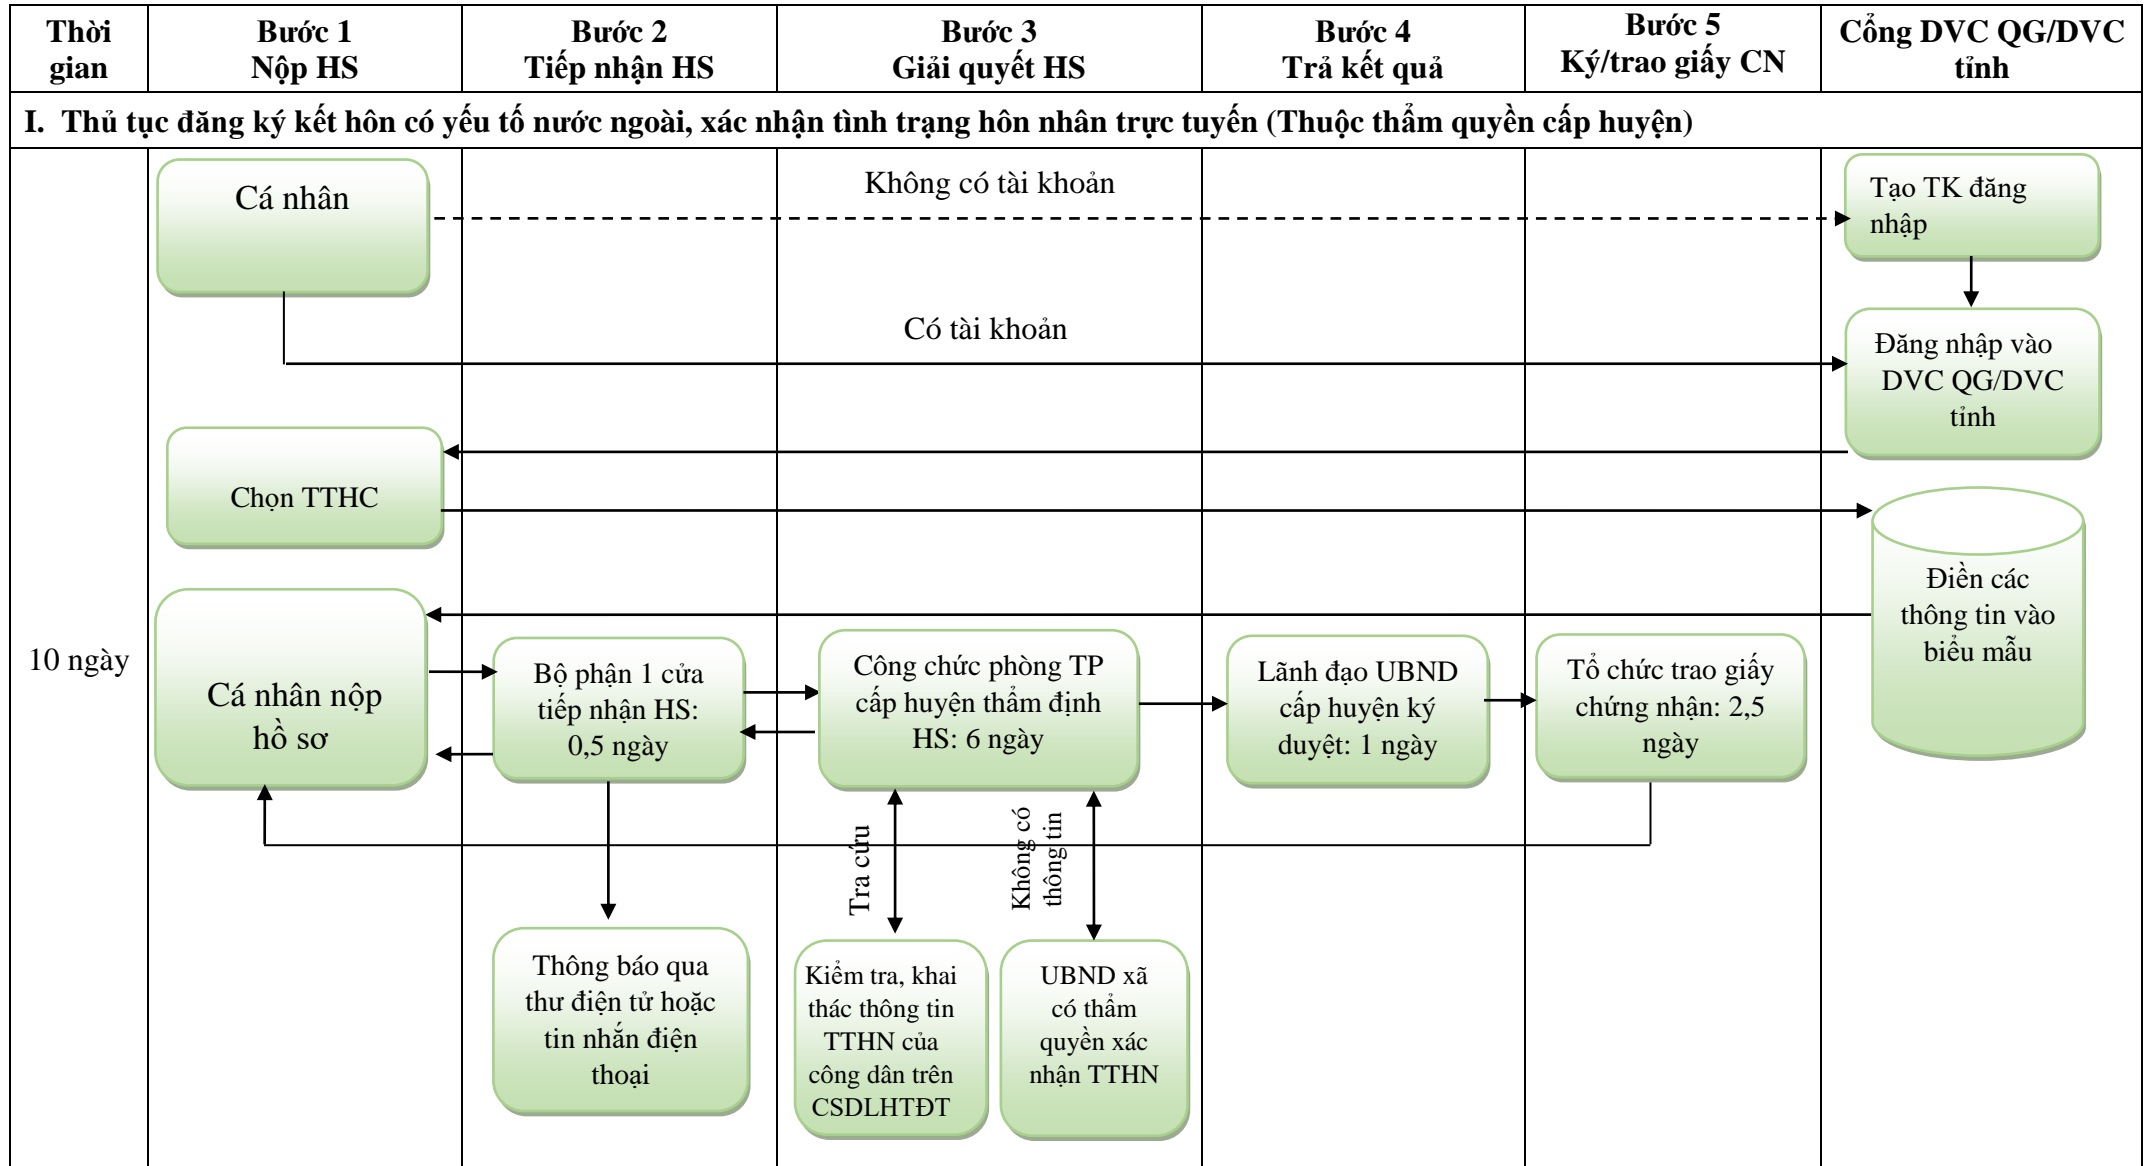 Thời
gian
Bước 1
Nộp HS
Bước 2
Tiếp nhận HS
Bước 3
Giải quyết HS
Bước 4
Trả kết quả
Bước 5
Ký/trao giấy CN
Cổng DVC QG/DVC
tỉnh
I. Thủ tục đăng ký kết hôn có yếu tố nước ngoài, xác nhận tình trạng hôn nhân trực tuyến (Thuộc thẩm quyền cấp huyện)
10 ngày
Cá nhân
Không có tài khoản
Tạo TK đăng
nhập
Có tài khoản
Đăng nhập vào
DVC QG/DVC
tỉnh
Chọn TTHC
Điền các
thông tin vào
biểu mẫu
Cá nhân nộp
hồ sơ
Bộ phận 1 cửa
tiếp nhận HS:
0,5 ngày
Công chức phòng TP
cấp huyện thẩm định
HS: 6 ngày
Lãnh đạo UBND
cấp huyện ký
duyệt: 1 ngày
Tổ chức trao giấy
chứng nhận: 2,5
ngày
Tra cứu
Không có
thông tin
Thông báo qua
thư điện tử hoặc
tin nhắn điện
thoại
Kiểm tra, khai
thác thông tin
TTHN của
công dân trên
CSDLHTĐT
UBND xã
có thẩm
quyền xác
nhận TTHN